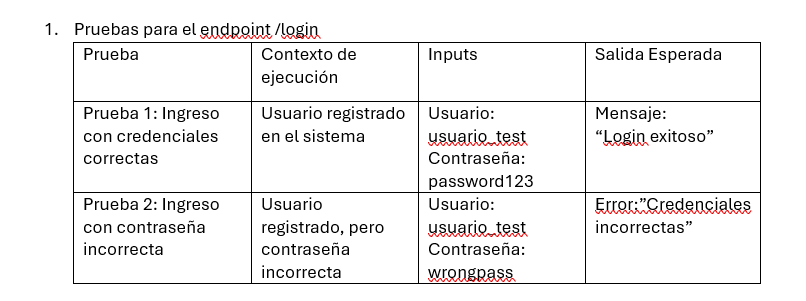 1. Pruebas para el endpoint /login
Prueba
Contexto de
ejecución
Inputs
Salida Esperada
Prueba 1: Ingreso
con credenciales
correctas
Usuario registrado
en el sistema
Usuario:
usuario_test
Contraseña:
password123
Mensaje:
“Login exitoso”
Prueba 2: Ingreso
con contraseña
incorrecta
Usuario
registrado, pero
contraseña
incorrecta
Usuario:
usuario_test
Contraseña:
wrongpass
Error:”Credenciales
incorrectas”